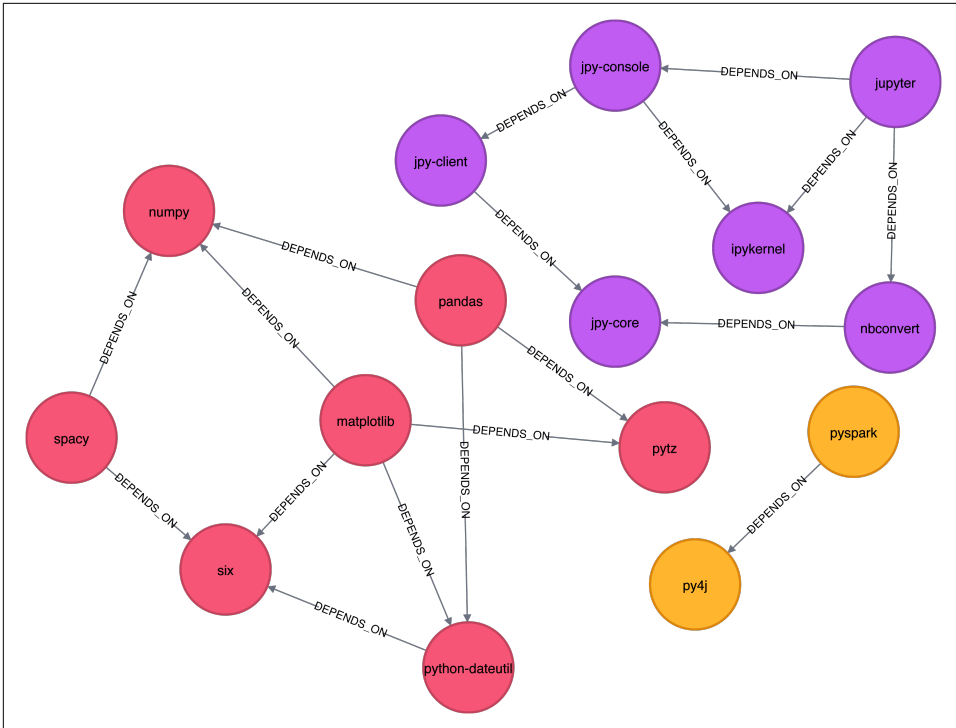 jpy-console
DEPENDS_ON
jupyter
DEPENDS_ON
jpy-client
DEPENDS_ON
DEPENDS_ON
DEPENDS_ON
numpy
DEPENDS_ON
ipykernel
DEPENDS_ON
pandas
DEPENDS_ON
jpy-core
DEPENDS_ON
nbconvert
DEPENDS_ON
DEPENDS_ON
DEPENDS_ON
matplotlib
spacy
DEPENDS_ON
pytz
pyspark
DEPENDS_ON
DEPENDS_ON
DEPENDS_ON
DEPENDS_ON
DEPENDS_ON
six
py4j
DEPENDS_ON
python-dateutil